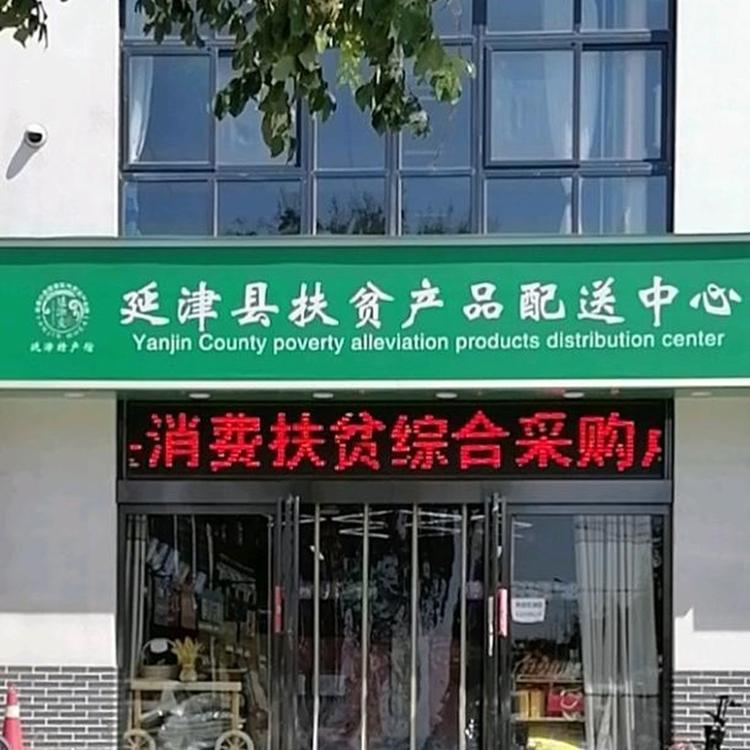 延津县扶贫产品配送中心
Yanjin County poverty alleviation products distribution center
延津特产馆
消费扶贫综合采购